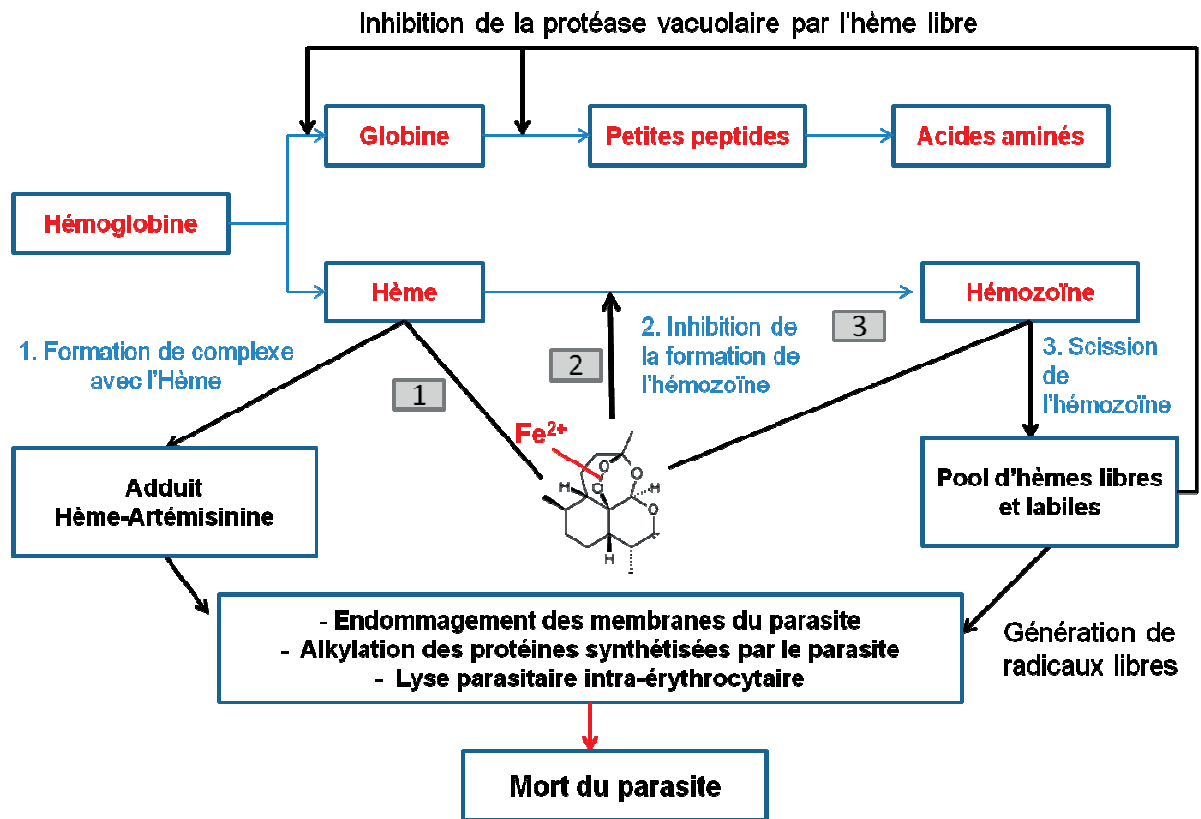 Inhibition de la protéase vacuolaire par l'hème libre
Globine
Petites peptides
Acides aminés
Hémoglobine
Hème
Hémozoïne
1. Formation de complexe
avec l'Hème
1
2
2. Inhibition de
la formation de
l'hémozoïne
3
3. Scission
de
l'hémozoïne
Fe²⁺
O
O
O
O
H
H
H
Adduit
Hème-Artémisinine
Pool d'hèmes libres
et labiles
- Endommagement des membranes du parasite
- Alkylation des protéines synthétisées par le parasite
- Lyse parasitaire intra-érythrocytaire
Génération de
radicaux libres
Mort du parasite